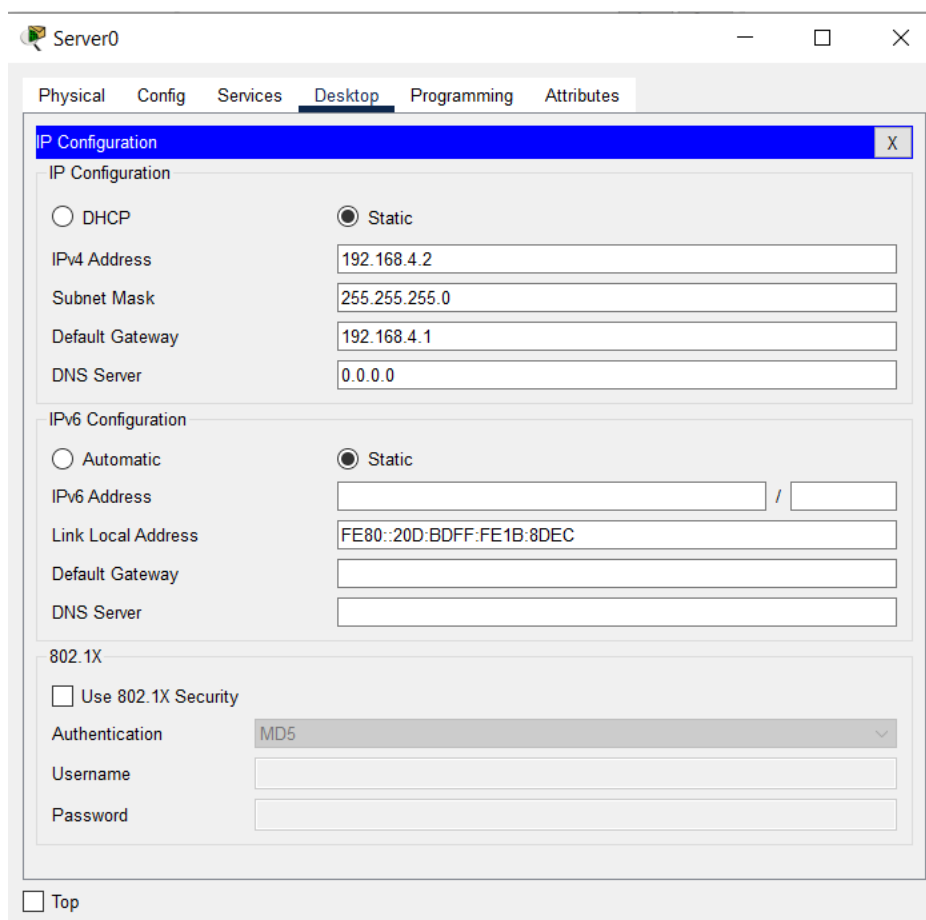 Server0
Physical Config Services Desktop Programming Attributes
IP Configuration X
IP Configuration
DHCP Static
IPv4 Address 192.168.4.2
Subnet Mask 255.255.255.0
Default Gateway 192.168.4.1
DNS Server 0.0.0.0
IPv6 Configuration
Automatic Static
IPv6 Address /
Link Local Address FE80::20D:BDFF:FE1B:8DEC
Default Gateway
DNS Server
802.1X
Use 802.1X Security
Authentication MD5
Username
Password
Top